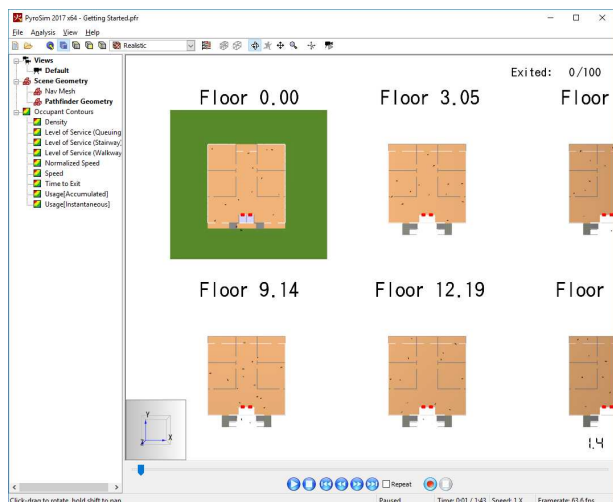 PyroSim 2017 x64 - Getting Started.pfr
File Analysis View Help
Realistic
Views
Default
Scene Geometry
Nav Mesh
Pathfinder Geometry
Occupant Contours
Density
Level of Service (Queuing
Level of Service (Stairway)
Level of Service (Walkway
Normalized Speed
Speed
Time to Exit
Usage[Accumulated]
Usage[Instantaneous]
Exited: 0/100
Floor 0.00 Floor 3.05 Floor
Floor 9.14 Floor 12.19 Floor
Y
X
Z
1.4
Repeat
Click-drag to rotate, hold shift to pan
Paused Time: 0:01 / 1:43 Speed: 1 X Framerate: 63.6 fps